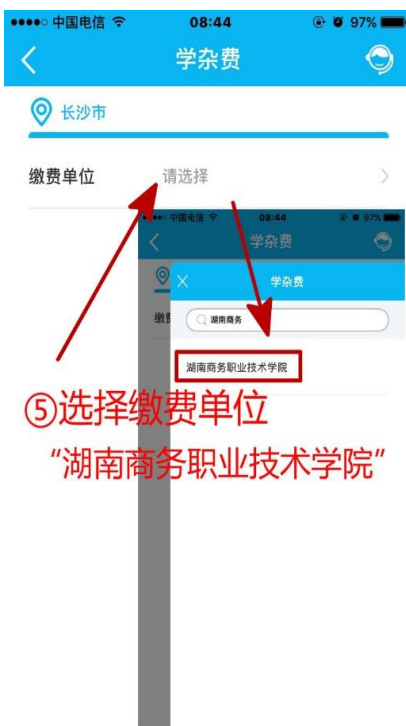 中国电信 08:44 97%
学杂费
长沙市
缴费单位 请选择
中国电信 08:44 97%
学杂费
学杂费
缴费
湖南商务
湖南商务职业技术学院
⑤选择缴费单位
“湖南商务职业技术学院”